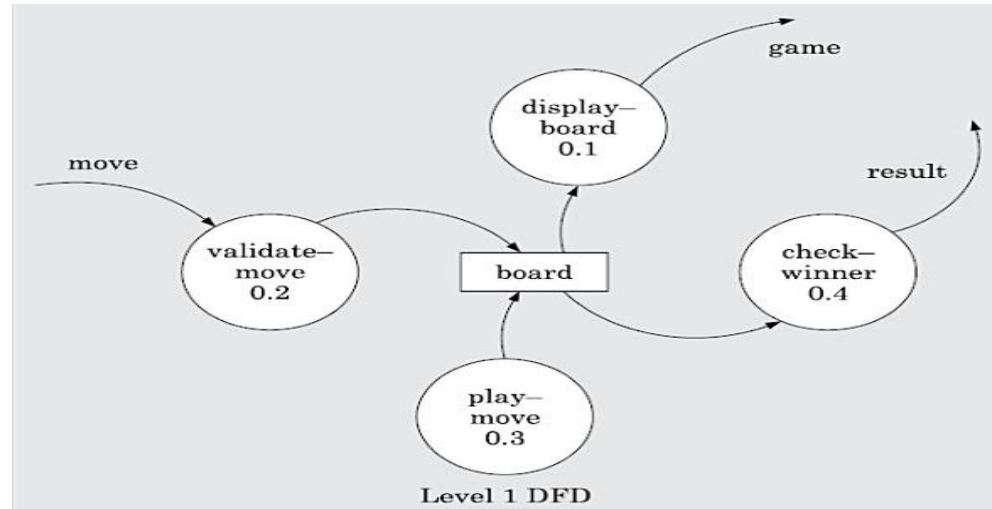 game
display–
board
0.1
move
result
validate–
move
0.2
board
check–
winner
0.4
play–
move
0.3
Level 1 DFD